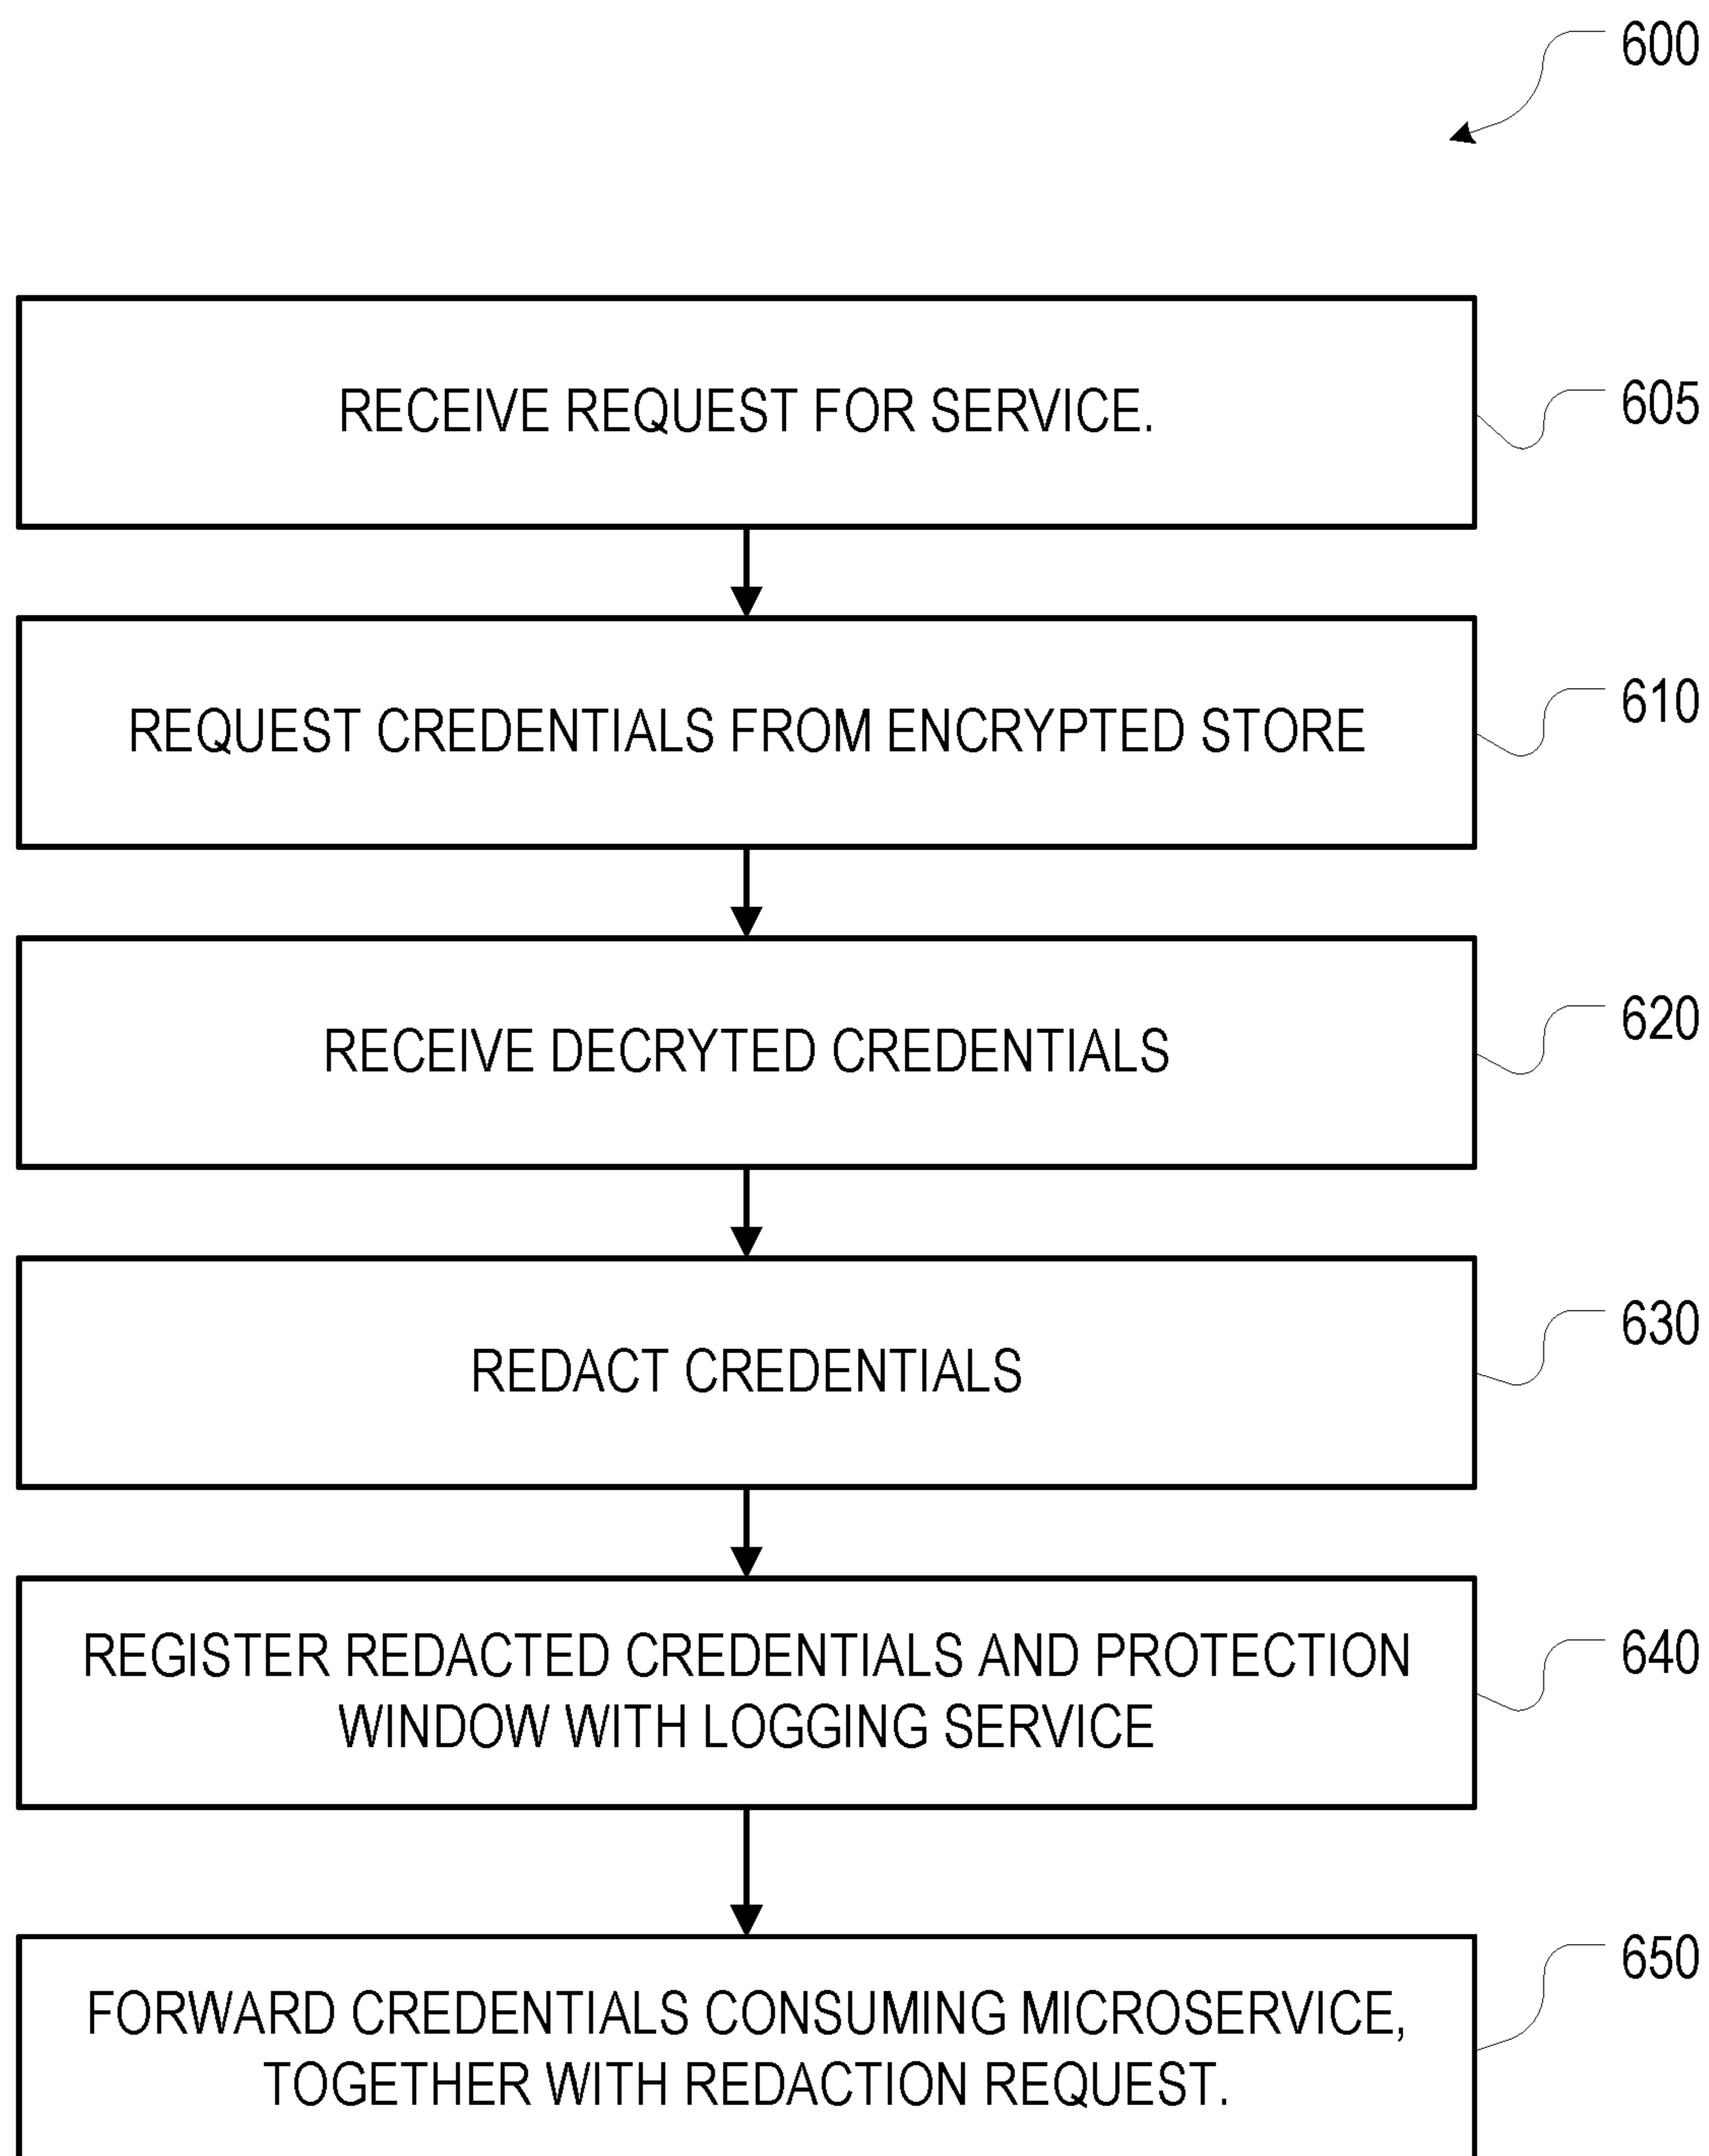 600
RECEIVE REQUEST FOR SERVICE.
605
REQUEST CREDENTIALS FROM ENCRYPTED STORE
610
RECEIVE DECRYTED CREDENTIALS
620
REDACT CREDENTIALS
630
REGISTER REDACTED CREDENTIALS AND PROTECTION
WINDOW WITH LOGGING SERVICE
640
FORWARD CREDENTIALS CONSUMING MICROSERVICE,
TOGETHER WITH REDACTION REQUEST.
650